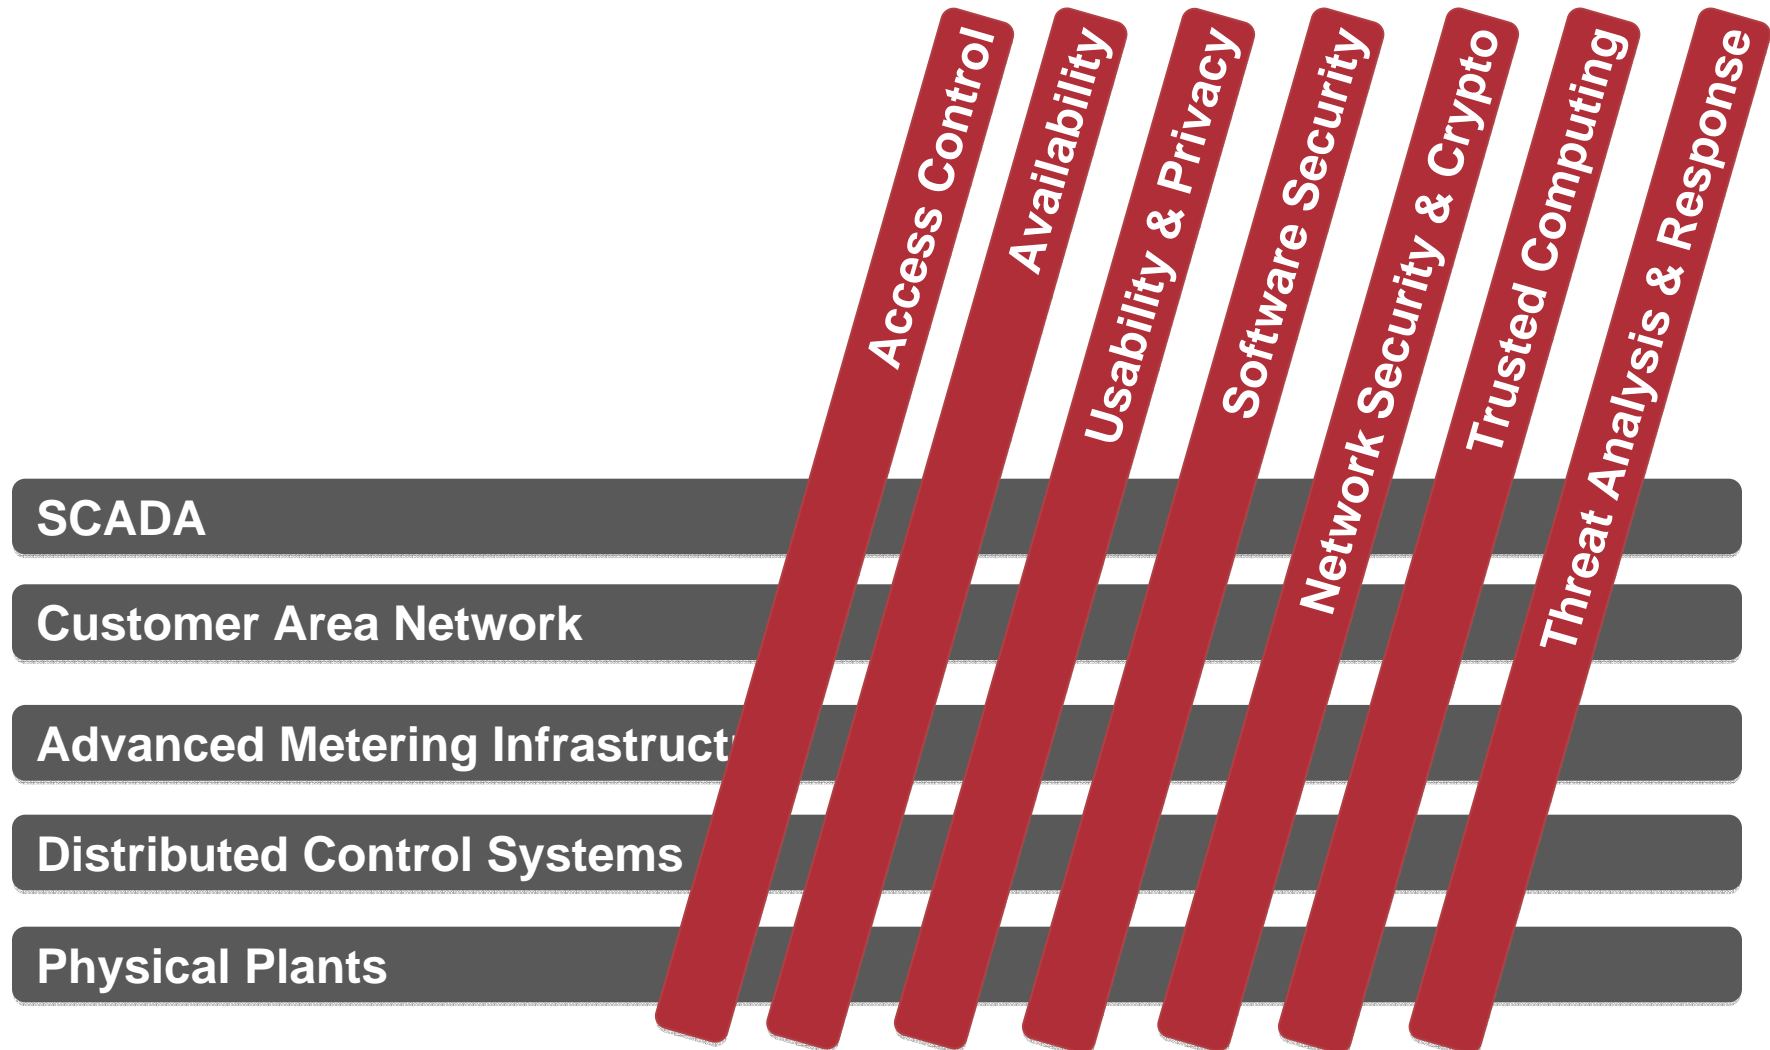 Access Control
Availability
Usability & Privacy
Software Security
Network Security & Crypto
Trusted Computing
Threat Analysis & Response
SCADA
Customer Area Network
Advanced Metering
Distributed Control Systems
Physical Plants